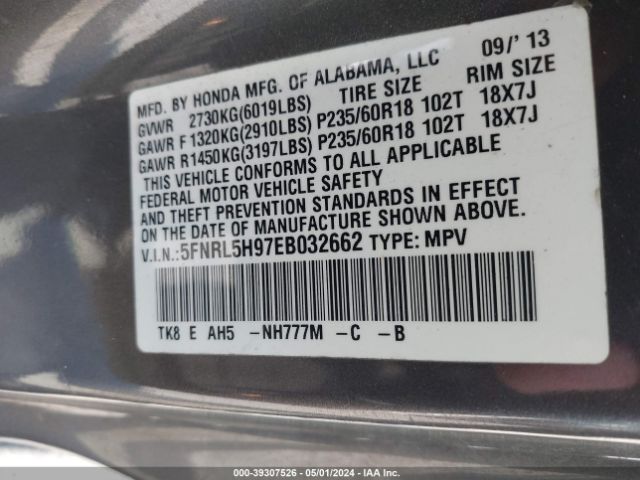 MFD. BY HONDA MFG. OF ALABAMA, LLC 09/' 13
GVWR 2730KG(6019LBS) TIRE SIZE RIM SIZE
GAWR F 1320KG(2910LBS) P235/60R18 102T 18X7J
GAWR R1450KG(3197LBS) P235/60R18 102T 18X7J
THIS VEHICLE CONFORMS TO ALL APPLICABLE
FEDERAL MOTOR VEHICLE SAFETY
AND THEFT PREVENTION STANDARDS IN EFFECT
ON THE DATE OF MANUFACTURE SHOWN ABOVE.
V.I.N.:5FNRL5H97EB032662 TYPE: MPV
TK8 E AH5 -NH777M -C -B
000-39307526 - 05/01/2024 - IAA Inc.